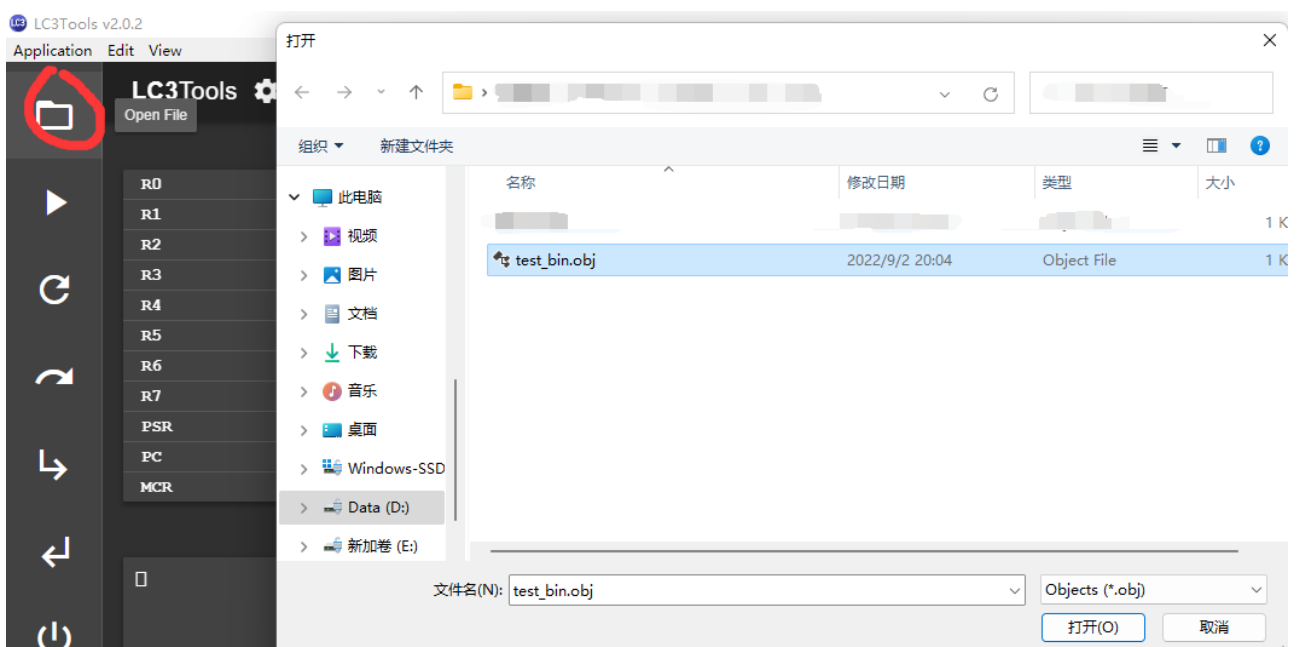 LC3Tools v2.0.2
Application Edit View
LC3Tools
Open File
R0
R1
R2
R3
R4
R5
R6
R7
PSR
PC
MCR
打开
组织 新建文件夹
名称 修改日期 类型 大小
1 K
test_bin.obj 2022/9/2 20:04 Object File 1 K
此电脑
视频
图片
文档
下载
音乐
桌面
Windows-SSD
Data (D:)
新加卷 (E:)
文件名(N): test_bin.obj Objects (*.obj)
打开(O) 取消